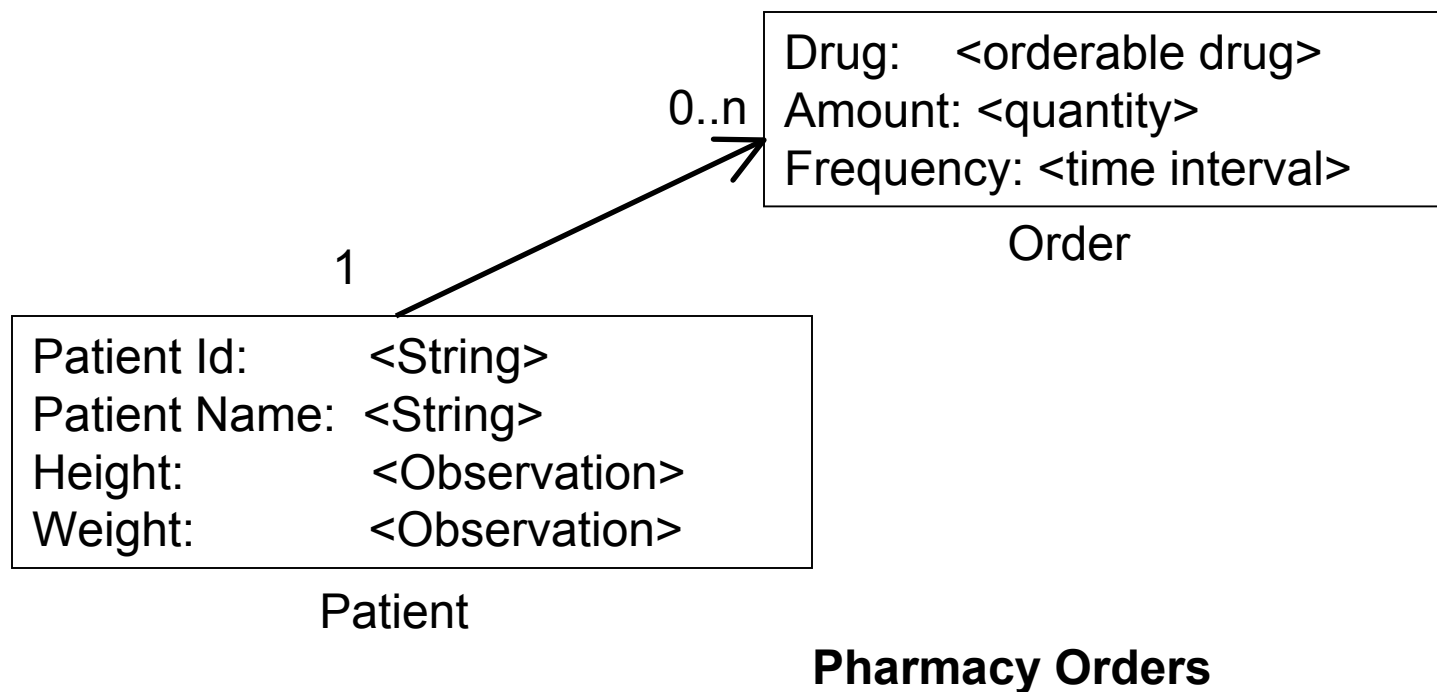 Drug: <orderable drug>
0..n
Amount: <quantity>
Frequency: <time interval>
Order
1
Patient Id: <String>
Patient Name: <String>
Height: <Observation>
Weight: <Observation>
Patient
Pharmacy Orders